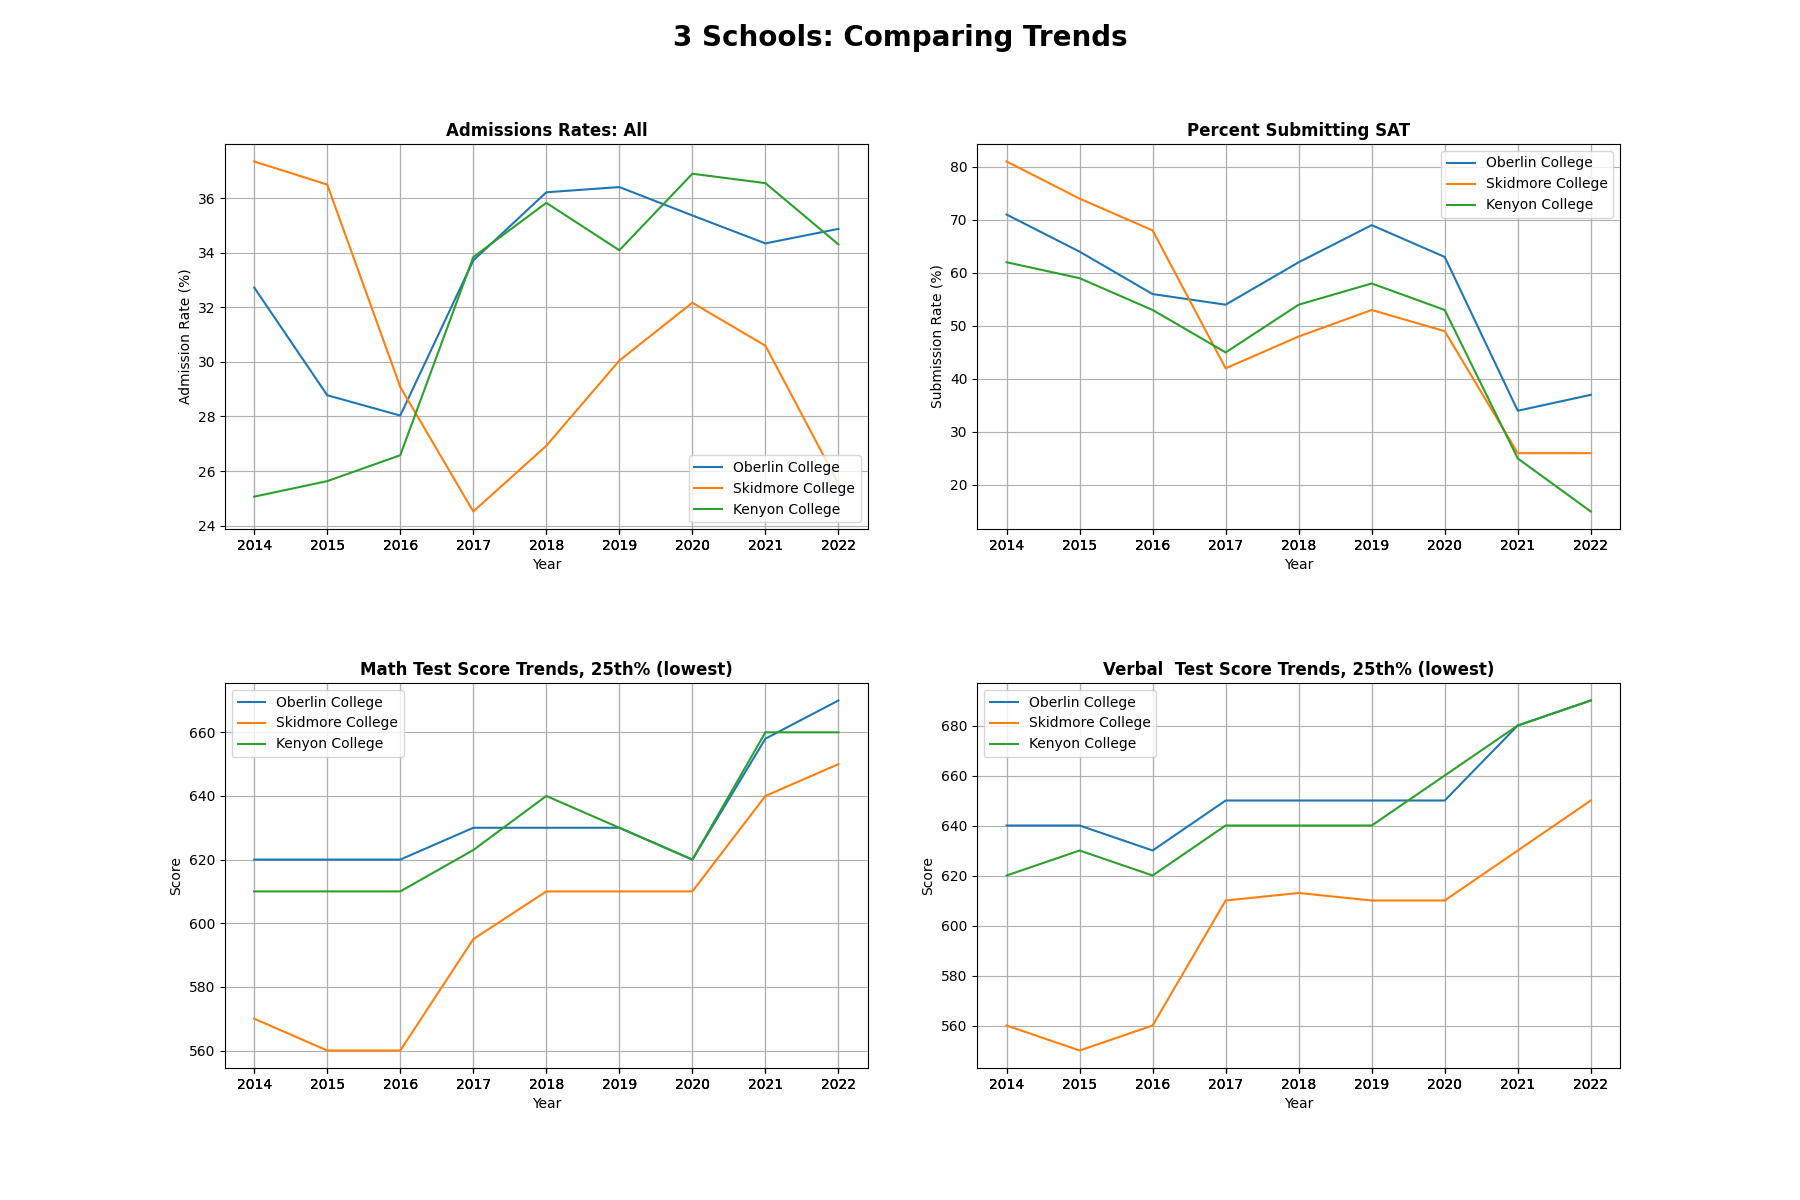 3 Schools: Comparing Trends
Admissions Rates: All
Admission Rate (%)
36
34
32
30
28
26
24
Oberlin College
Skidmore College
Kenyon College
2014 2015 2016 2017 2018 2019 2020 2021 2022
Year
Percent Submitting SAT
Submission Rate (%)
80
70
60
50
40
30
20
Oberlin College
Skidmore College
Kenyon College
2014 2015 2016 2017 2018 2019 2020 2021 2022
Year
Math Test Score Trends, 25th% (lowest)
Score
660
640
620
600
580
560
Oberlin College
Skidmore College
Kenyon College
2014 2015 2016 2017 2018 2019 2020 2021 2022
Year
Verbal  Test Score Trends, 25th% (lowest)
Score
680
660
640
620
600
580
560
Oberlin College
Skidmore College
Kenyon College
2014 2015 2016 2017 2018 2019 2020 2021 2022
Year